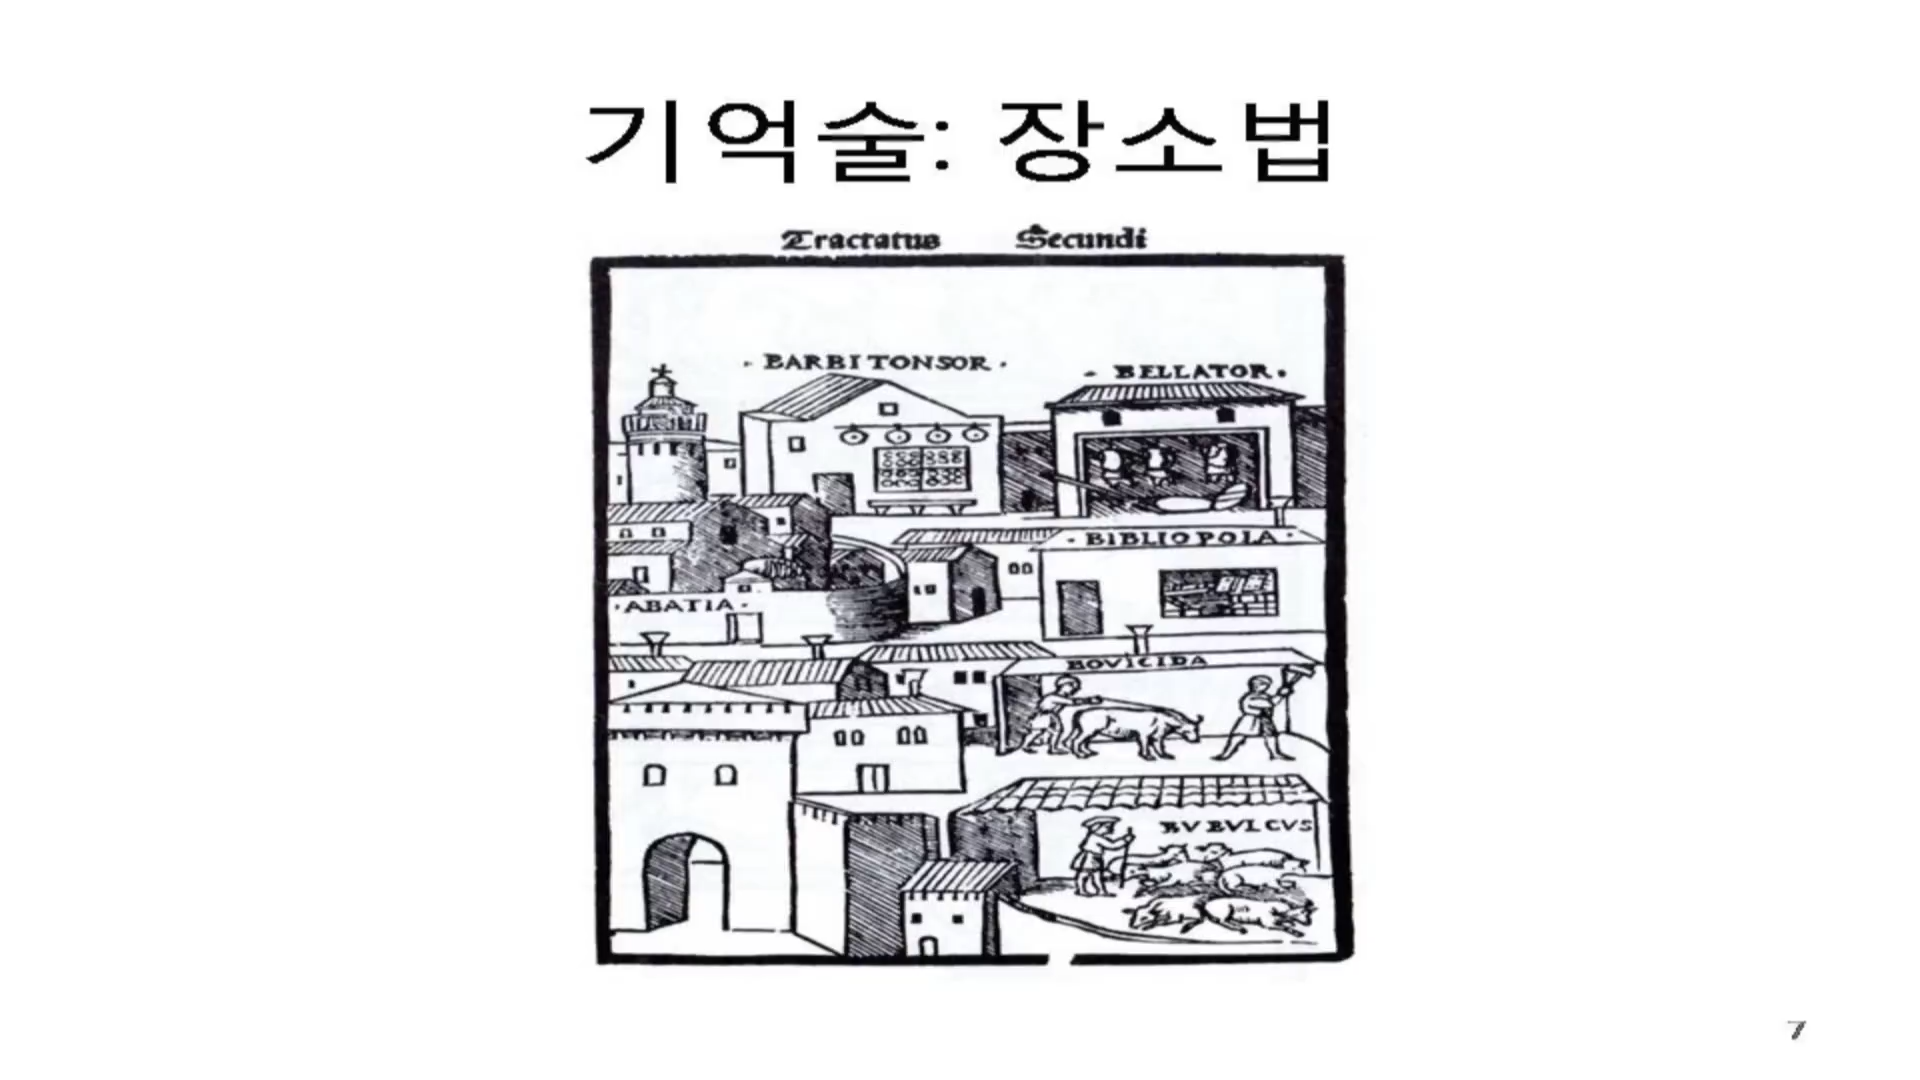 기억술: 장소법
Tractatus Secundi
· BARBITONSOR ·
· BELLATOR ·
· BIBLIOPOLA ·
· ABATIA ·
BOVICIDA
BVBVLCVS
7